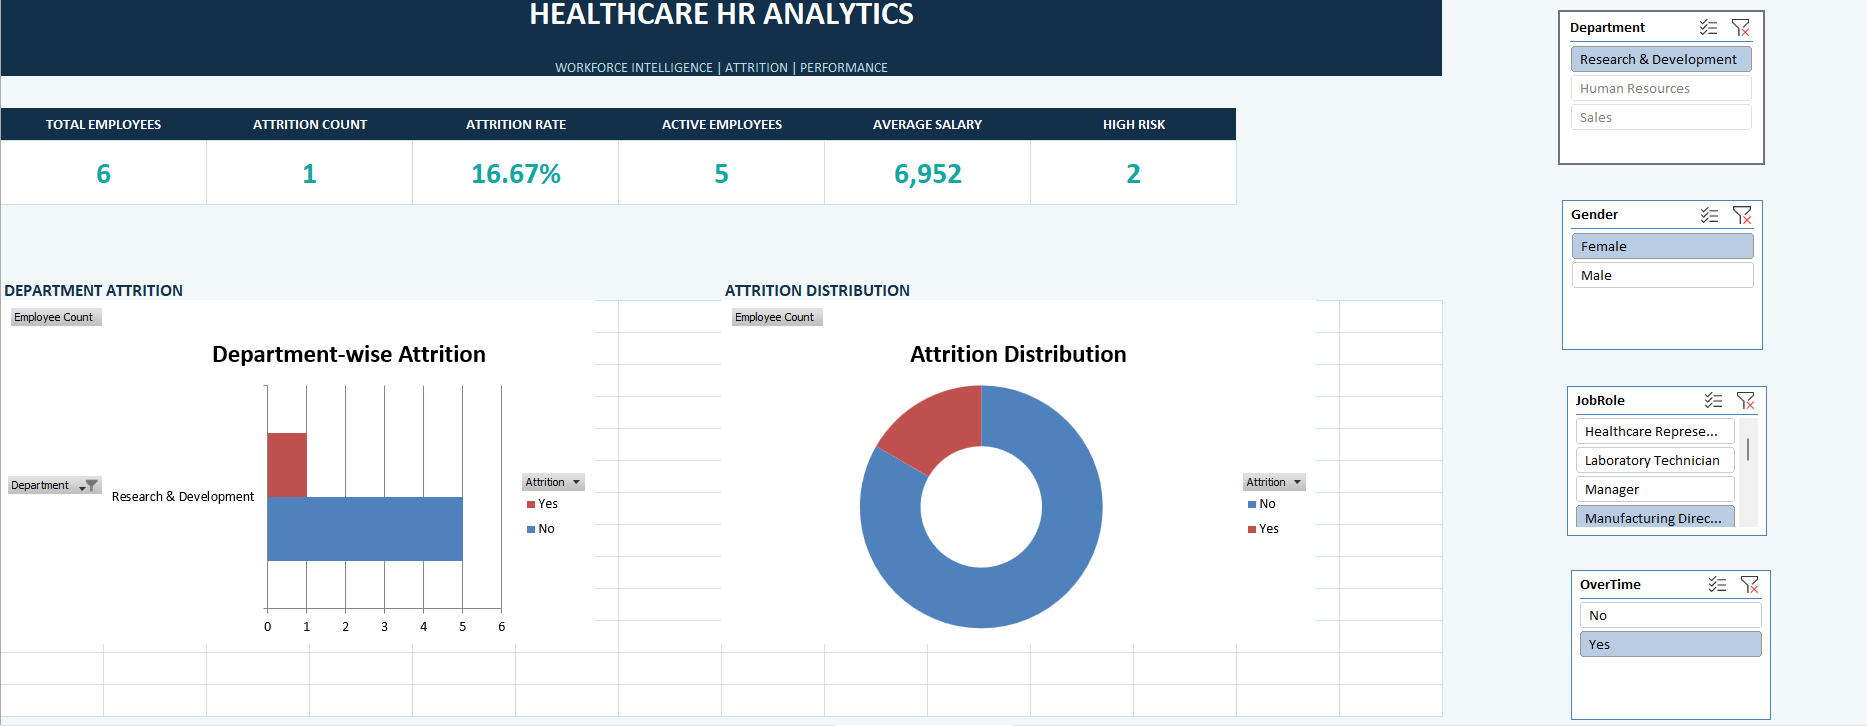 HEALTHCARE HR ANALYTICS
WORKFORCE INTELLIGENCE | ATTRITION | PERFORMANCE
TOTAL EMPLOYEES ATTRITION COUNT ATTRITION RATE ACTIVE EMPLOYEES AVERAGE SALARY HIGH RISK
6 1 16.67% 5 6,952 2
DEPARTMENT ATTRITION
Employee Count
Department-wise Attrition
Department
Research & Development
0 1 2 3 4 5 6
Attrition
Yes
No
ATTRITION DISTRIBUTION
Employee Count
Attrition Distribution
Attrition
No
Yes
Department
Research & Development
Human Resources
Sales
Gender
Female
Male
JobRole
Healthcare Represe...
Laboratory Technician
Manager
Manufacturing Direc...
OverTime
No
Yes